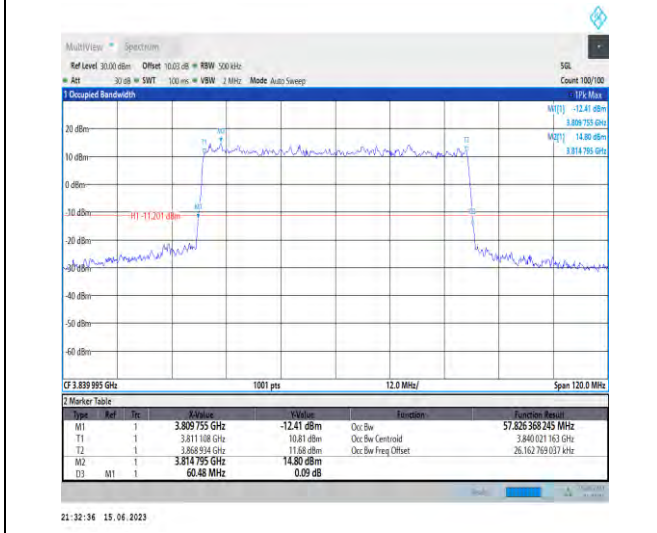 MultiView Spectrum
Ref Level 30.00 dBm Offset 10.03 dB RBW 500 kHz SGL
Att 30 dB SWT 100 ms VBW 2 MHz Mode Auto Sweep Count 100/100
1 Occupied Bandwidth 1Pk Max
M1[1] -12.41 dBm
3.809 755 GHz
M2[1] 14.80 dBm
3.814 795 GHz
20 dBm
10 dBm
0 dBm
-10 dBm
H1 -11.201 dBm
-20 dBm
-30 dBm
-40 dBm
-50 dBm
-60 dBm
CF 3.839 995 GHz 1001 pts 12.0 MHz/ Span 120.0 MHz
2 Marker Table
Type Ref Trc X-Value Y-Value Function Function Result
M1 1 3.809 755 GHz -12.41 dBm Occ Bw 57.826 368 245 MHz
T1 1 3.811 108 GHz 10.81 dBm Occ Bw Centroid 3.840 021 163 GHz
T2 1 3.868 934 GHz 11.68 dBm Occ Bw Freq Offset 26.162 769 037 kHz
M2 1 3.814 795 GHz 14.80 dBm
D3 M1 1 60.48 MHz 0.09 dB
21:32:36 15.06.2023